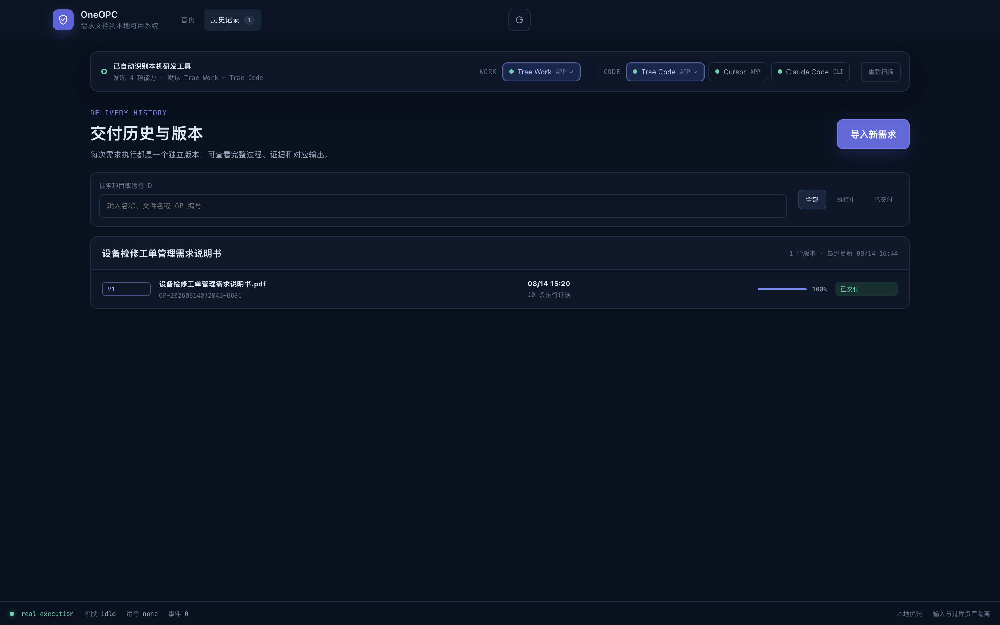 OneOPC
需求文档到本地可用系统
首页
历史记录 1
已自动识别本机研发工具
发现 4 项能力 · 默认 Trae Work + Trae Code
WORK
Trae Work APP ✓
CODE
Trae Code APP ✓
Cursor APP
Claude Code CLI
重新扫描
DELIVERY HISTORY
交付历史与版本
每次需求执行都是一个独立版本，可查看完整过程、证据和对应输出。
导入新需求
搜索项目或运行 ID
输入名称、文件名或 OP 编号
全部
执行中
已交付
设备检修工单管理需求说明书
1 个版本 · 最近更新 08/14 16:44
V1
设备检修工单管理需求说明书.pdf
OP-20260814072043-869C
08/14 15:20
10 条执行证据
100%
已交付
real execution
阶段 idle
运行 none
事件 0
本地优先
输入与过程资产隔离